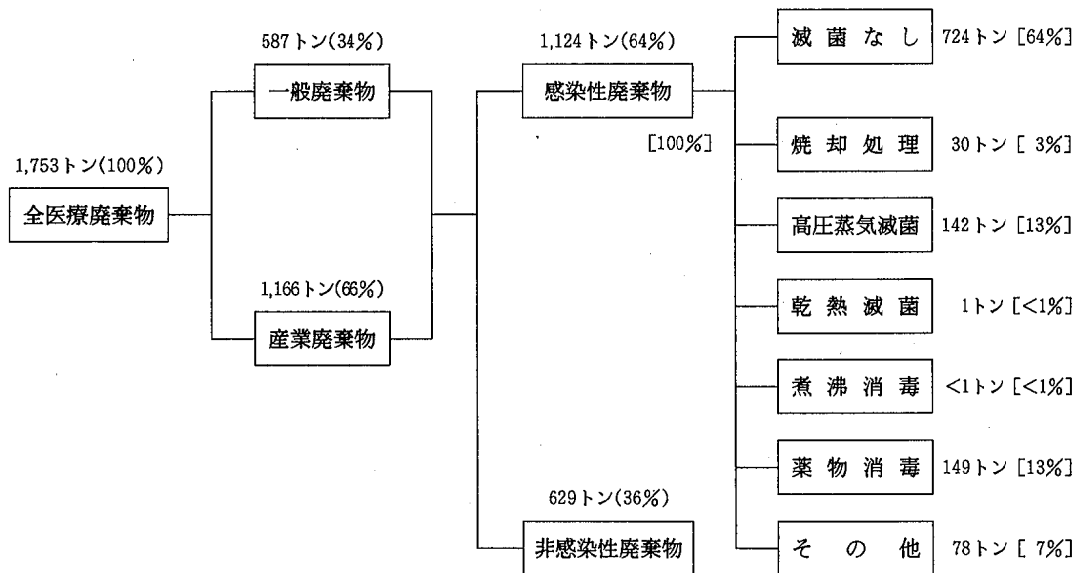 587トン(34%)
一般廃棄物
1,753トン(100%)
全医療廃棄物
1,166トン(66%)
産業廃棄物
1,124トン(64%)
感染性廃棄物
[100%]
629トン(36%)
非感染性廃棄物
滅菌なし 724トン [64%]
焼却処理 30トン [ 3%]
高圧蒸気滅菌 142トン [13%]
乾熱滅菌 1トン [<1%]
煮沸消毒 <1トン [<1%]
薬物消毒 149トン [13%]
その他 78トン [ 7%]